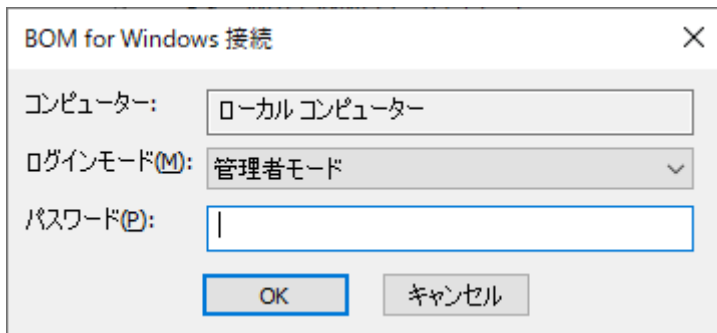 BOM for Windows 接続
コンピューター: ローカル コンピューター
ログインモード(M): 管理者モード
パスワード(P):
OK キャンセル